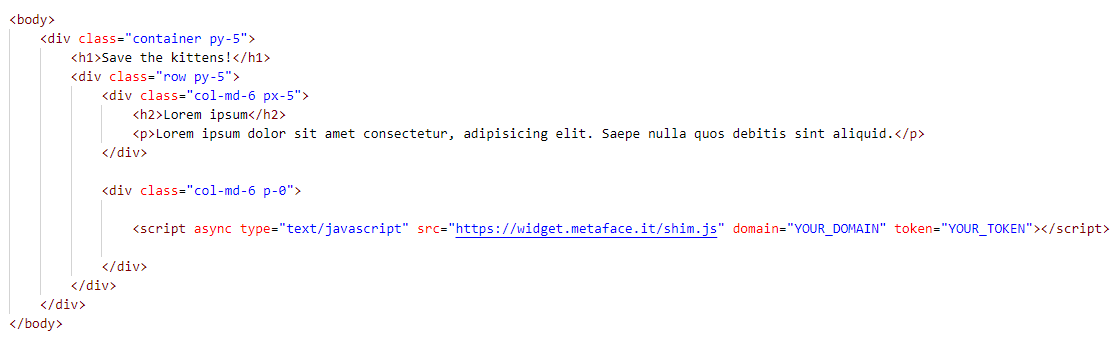 <body>
<div class="container py-5">
<h1>Save the kittens!</h1>
<div class="row py-5">
<div class="col-md-6 px-5">
<h2>Lorem ipsum</h2>
<p>Lorem ipsum dolor sit amet consectetur, adipisicing elit. Saepe nulla quos debitis sint aliquid.</p>
</div>
<div class="col-md-6 p-0">
<script async type="text/javascript" src="https://widget.metaface.it/shim.js" domain="YOUR_DOMAIN" token="YOUR_TOKEN"></script>
</div>
</div>
</div>
</body>